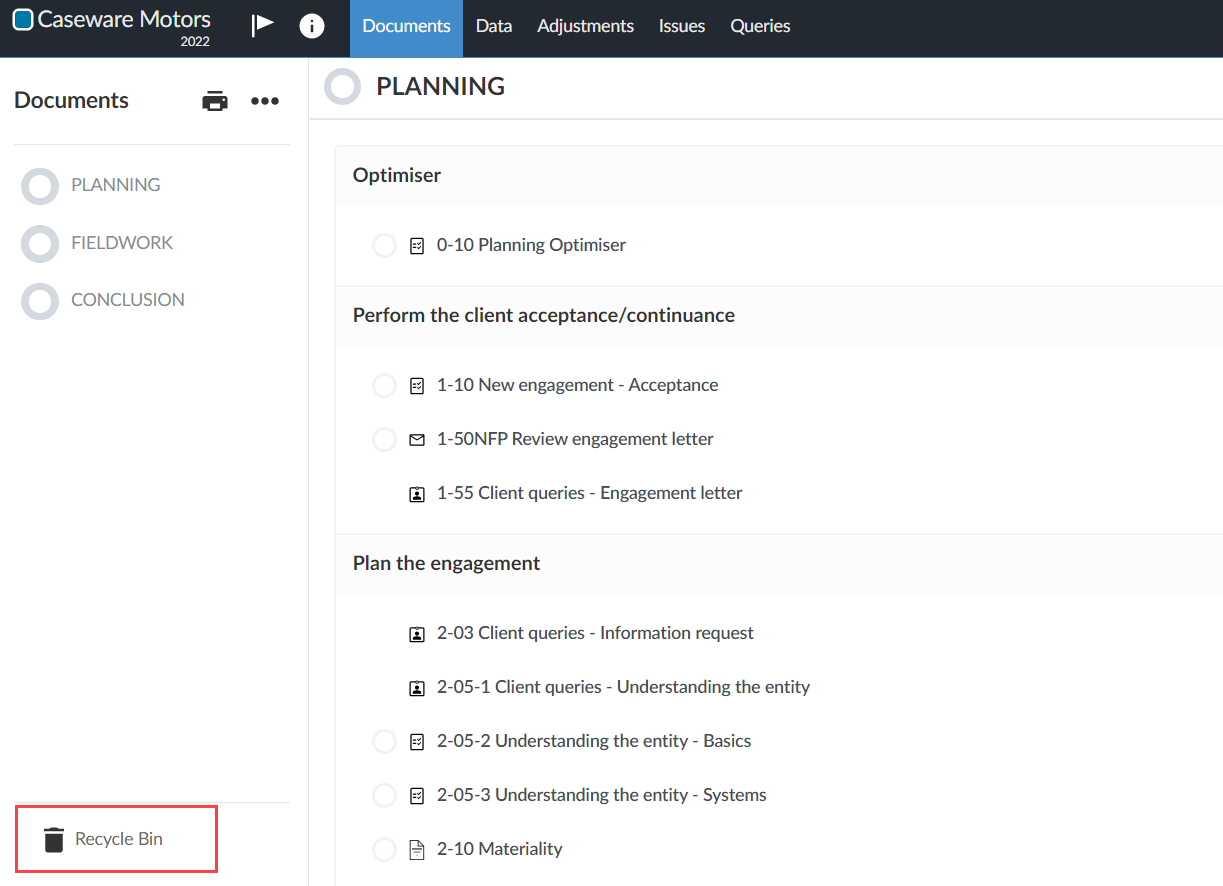 Caseware Motors
2022
Documents
Data
Adjustments
Issues
Queries
Documents
PLANNING
FIELDWORK
CONCLUSION
Recycle Bin
PLANNING
Optimiser
0-10 Planning Optimiser
Perform the client acceptance/continuance
1-10 New engagement - Acceptance
1-50NFP Review engagement letter
1-55 Client queries - Engagement letter
Plan the engagement
2-03 Client queries - Information request
2-05-1 Client queries - Understanding the entity
2-05-2 Understanding the entity - Basics
2-05-3 Understanding the entity - Systems
2-10 Materiality